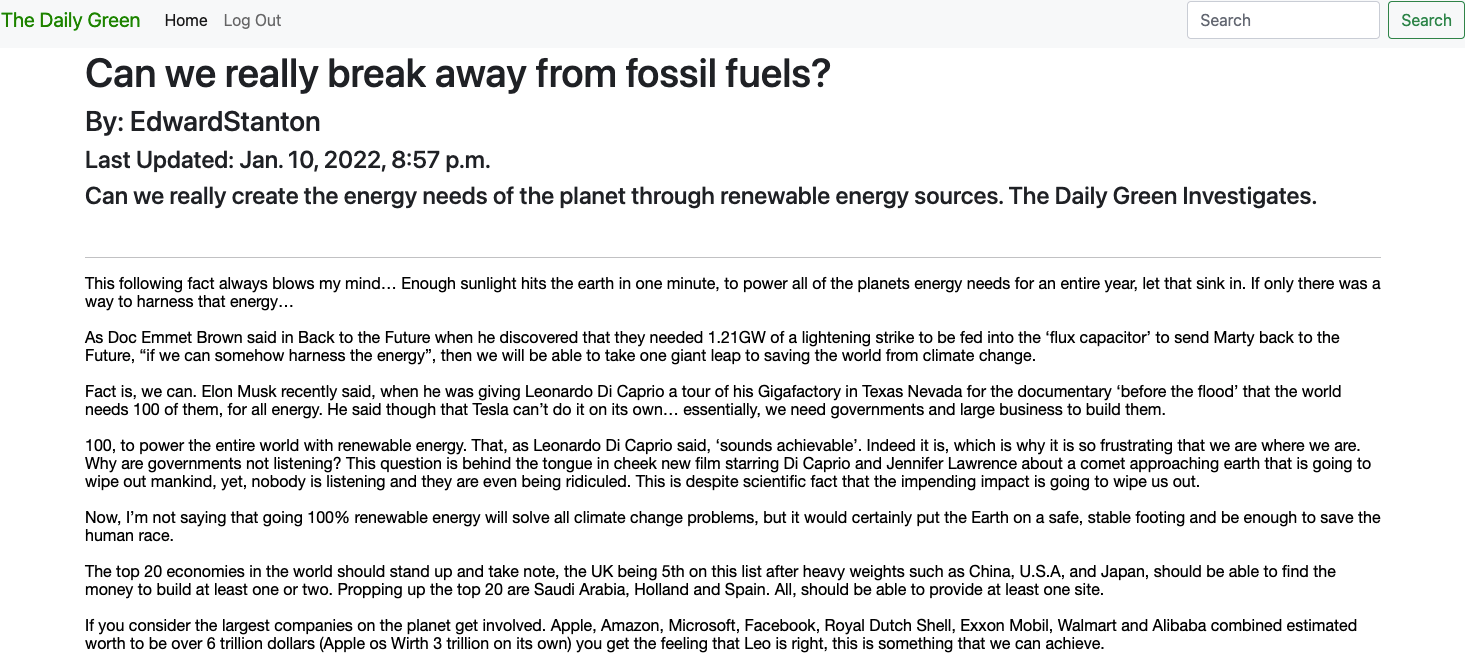 The Daily Green Home Log Out Search Search
Can we really break away from fossil fuels?
By: EdwardStanton
Last Updated: Jan. 10, 2022, 8:57 p.m.
Can we really create the energy needs of the planet through renewable energy sources. The Daily Green Investigates.
This following fact always blows my mind… Enough sunlight hits the earth in one minute, to power all of the planets energy needs for an entire year, let that sink in. If only there was a
way to harness that energy…
As Doc Emmet Brown said in Back to the Future when he discovered that they needed 1.21GW of a lightening strike to be fed into the ‘flux capacitor’ to send Marty back to the
Future, “if we can somehow harness the energy”, then we will be able to take one giant leap to saving the world from climate change.
Fact is, we can. Elon Musk recently said, when he was giving Leonardo Di Caprio a tour of his Gigafactory in Texas Nevada for the documentary ‘before the flood’ that the world
needs 100 of them, for all energy. He said though that Tesla can’t do it on its own… essentially, we need governments and large business to build them.
100, to power the entire world with renewable energy. That, as Leonardo Di Caprio said, ‘sounds achievable’. Indeed it is, which is why it is so frustrating that we are where we are.
Why are governments not listening? This question is behind the tongue in cheek new film starring Di Caprio and Jennifer Lawrence about a comet approaching earth that is going to
wipe out mankind, yet, nobody is listening and they are even being ridiculed. This is despite scientific fact that the impending impact is going to wipe us out.
Now, I’m not saying that going 100% renewable energy will solve all climate change problems, but it would certainly put the Earth on a safe, stable footing and be enough to save the
human race.
The top 20 economies in the world should stand up and take note, the UK being 5th on this list after heavy weights such as China, U.S.A, and Japan, should be able to find the
money to build at least one or two. Propping up the top 20 are Saudi Arabia, Holland and Spain. All, should be able to provide at least one site.
If you consider the largest companies on the planet get involved. Apple, Amazon, Microsoft, Facebook, Royal Dutch Shell, Exxon Mobil, Walmart and Alibaba combined estimated
worth to be over 6 trillion dollars (Apple os Wirth 3 trillion on its own) you get the feeling that Leo is right, this is something that we can achieve.